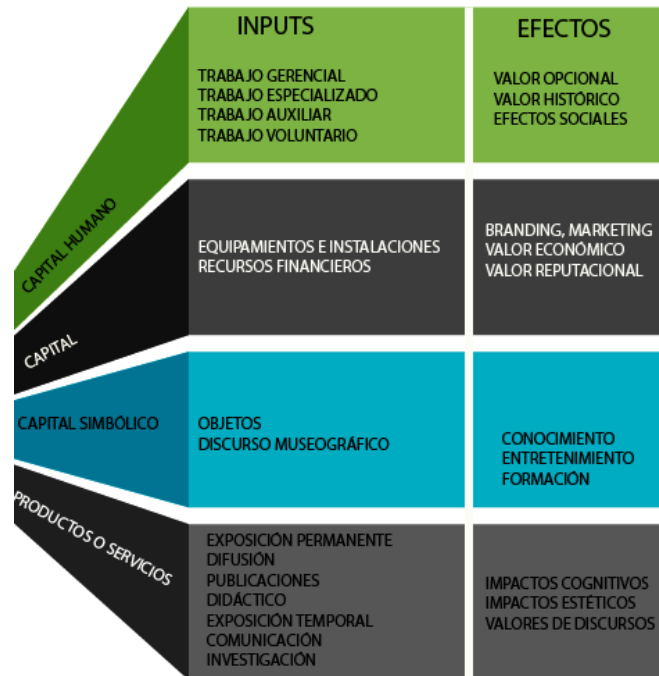 INPUTS
EFECTOS
CAPITAL HUMANO
TRABAJO GERENCIAL
TRABAJO ESPECIALIZADO
TRABAJO AUXILIAR
TRABAJO VOLUNTARIO
VALOR OPCIONAL
VALOR HISTÓRICO
EFECTOS SOCIALES
CAPITAL
EQUIPAMIENTOS E INSTALACIONES
RECURSOS FINANCIEROS
BRANDING, MARKETING
VALOR ECONÓMICO
VALOR REPUTACIONAL
CAPITAL SIMBÓLICO
OBJETOS
DISCURSO MUSEOGRÁFICO
CONOCIMIENTO
ENTRETENIMIENTO
FORMACIÓN
PRODUCTOS O SERVICIOS
EXPOSICIÓN PERMANENTE
DIFUSIÓN
PUBLICACIONES
DIDÁCTICO
EXPOSICIÓN TEMPORAL
COMUNICACIÓN
INVESTIGACIÓN
IMPACTOS COGNITIVOS
IMPACTOS ESTÉTICOS
VALORES DE DISCURSOS